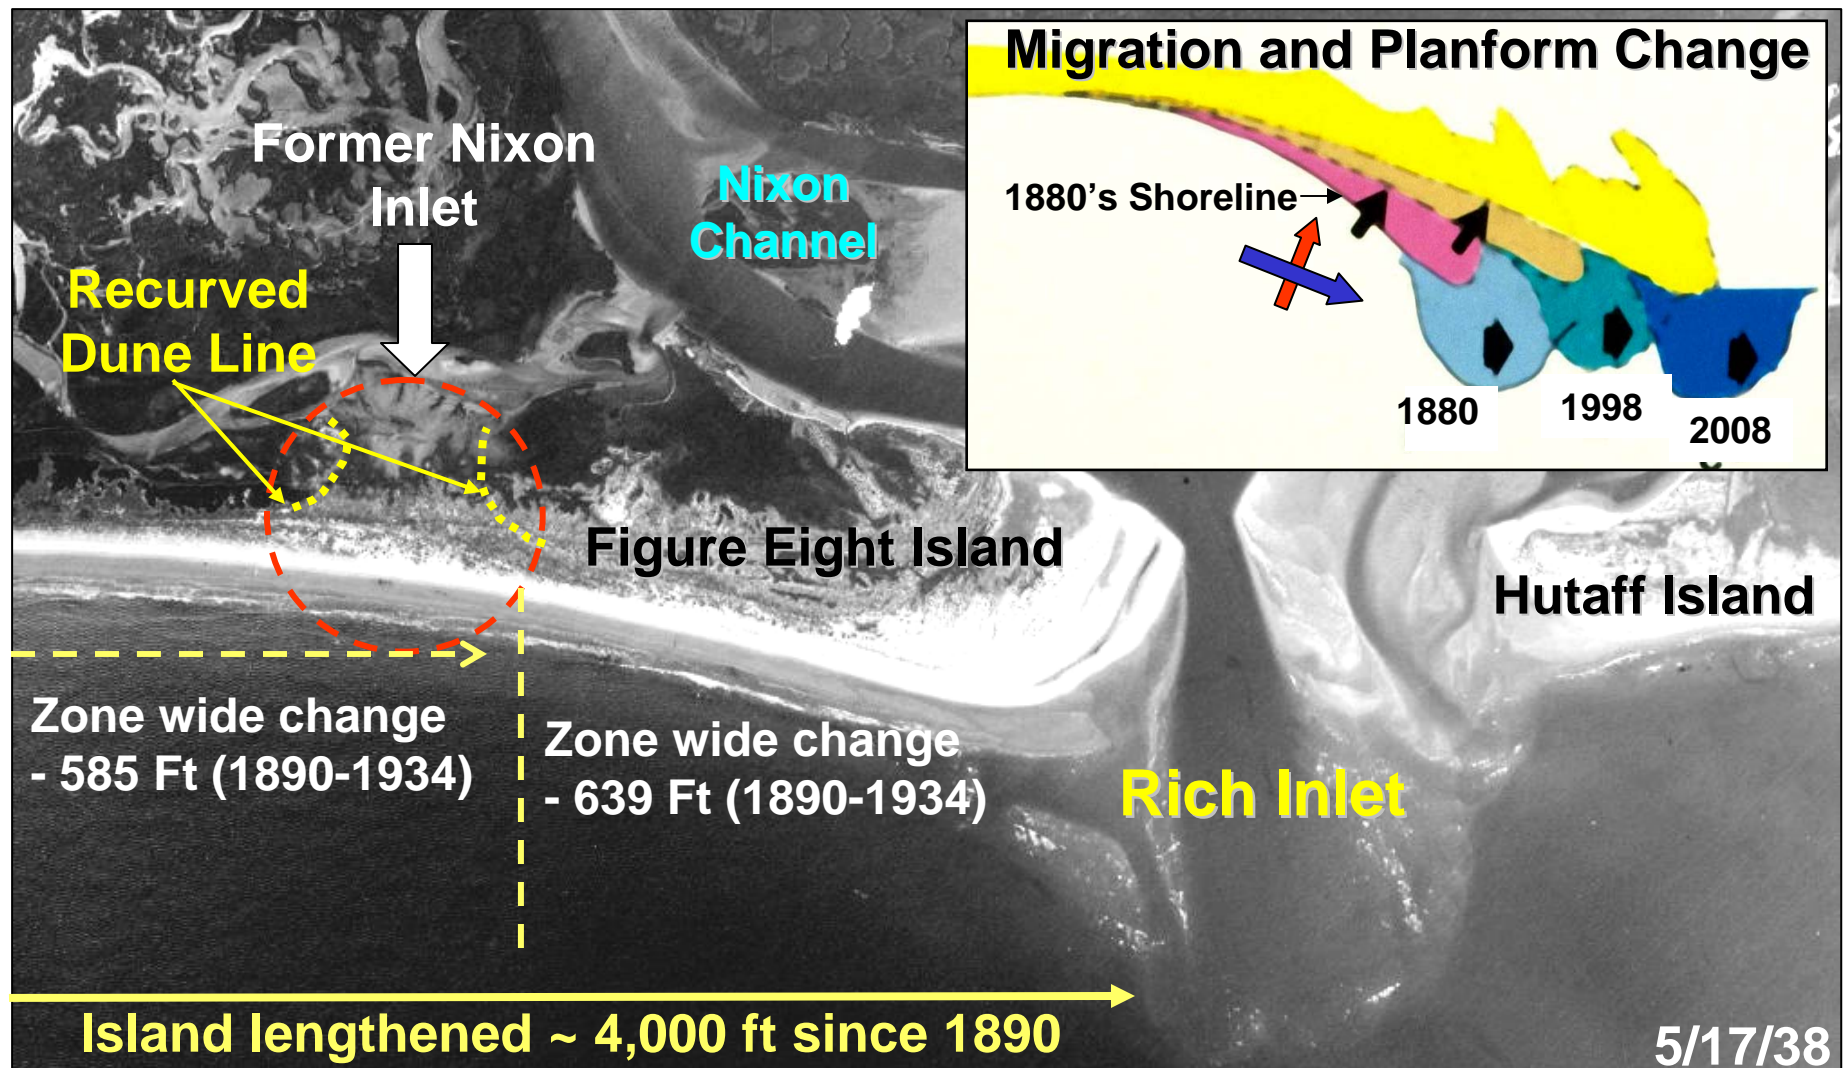 Migration and Planform Change
1880's Shoreline
1880
1998
2008
Former Nixon
Inlet
Nixon
Channel
Recurved
Dune Line
Figure Eight Island
Hutaff Island
Zone wide change
- 585 Ft (1890-1934)
Zone wide change
- 639 Ft (1890-1934)
Rich Inlet
Island lengthened ~ 4,000 ft since 1890
5/17/38